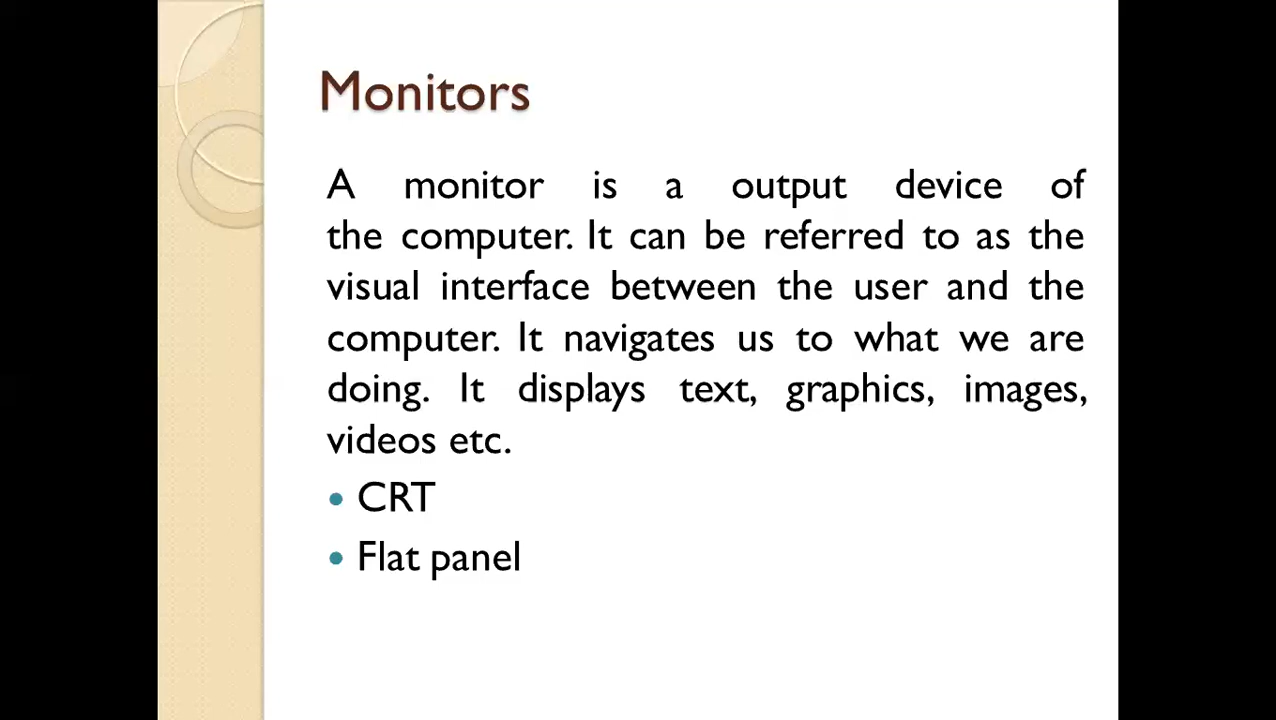 Monitors
A monitor is a output device of
the computer. It can be referred to as the
visual interface between the user and the
computer. It navigates us to what we are
doing. It displays text, graphics, images,
videos etc.
• CRT
• Flat panel